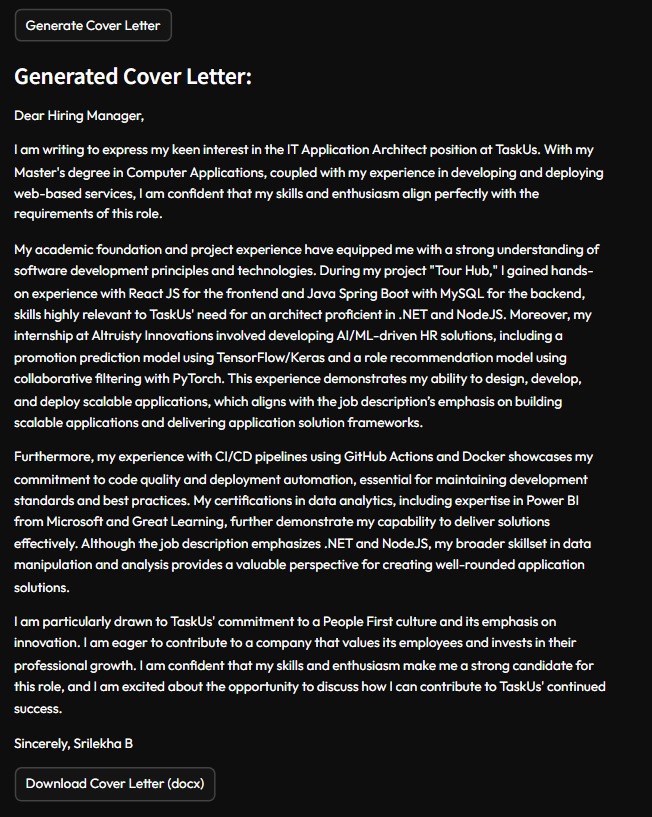 Generate Cover Letter
Generated Cover Letter:
Dear Hiring Manager,
I am writing to express my keen interest in the IT Application Architect position at TaskUs. With my
Master's degree in Computer Applications, coupled with my experience in developing and deploying
web-based services, I am confident that my skills and enthusiasm align perfectly with the
requirements of this role.
My academic foundation and project experience have equipped me with a strong understanding of
software development principles and technologies. During my project "Tour Hub," I gained hands-
on experience with React JS for the frontend and Java Spring Boot with MySQL for the backend,
skills highly relevant to TaskUs' need for an architect proficient in .NET and NodeJS. Moreover, my
internship at Altruisty Innovations involved developing AI/ML-driven HR solutions, including a
promotion prediction model using TensorFlow/Keras and a role recommendation model using
collaborative filtering with PyTorch. This experience demonstrates my ability to design, develop,
and deploy scalable applications, which aligns with the job description's emphasis on building
scalable applications and delivering application solution frameworks.
Furthermore, my experience with CI/CD pipelines using GitHub Actions and Docker showcases my
commitment to code quality and deployment automation, essential for maintaining development
standards and best practices. My certifications in data analytics, including expertise in Power BI
from Microsoft and Great Learning, further demonstrate my capability to deliver solutions
effectively. Although the job description emphasizes .NET and NodeJS, my broader skillset in data
manipulation and analysis provides a valuable perspective for creating well-rounded application
solutions.
I am particularly drawn to TaskUs' commitment to a People First culture and its emphasis on
innovation. I am eager to contribute to a company that values its employees and invests in their
professional growth. I am confident that my skills and enthusiasm make me a strong candidate for
this role, and I am excited about the opportunity to discuss how I can contribute to TaskUs' continued
success.
Sincerely, Srilekha B
Download Cover Letter (docx)